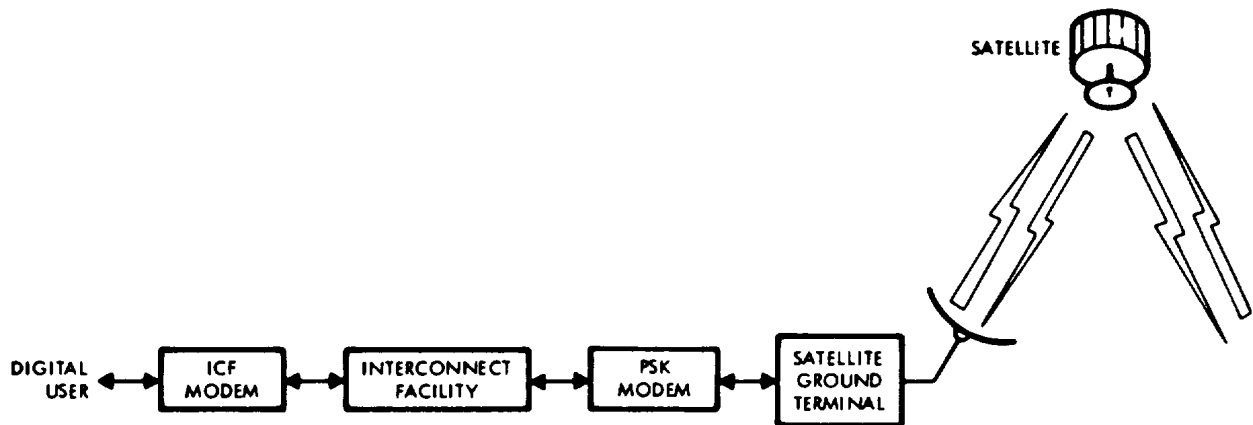 SATELLITE
DIGITAL
USER
ICF
MODEM
INTERCONNECT
FACILITY
PSK
MODEM
SATELLITE
GROUND
TERMINAL